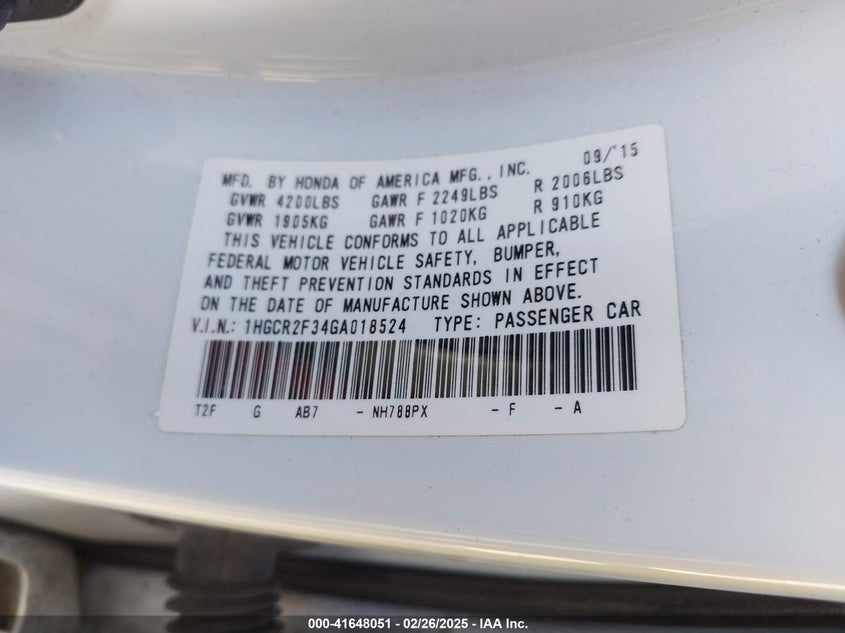 MFD. BY HONDA OF AMERICA MFG., INC. 09/'15
GVWR 4200LBS GAWR F 2249LBS R 2006LBS
GVWR 1905KG GAWR F 1020KG R 910KG
THIS VEHICLE CONFORMS TO ALL APPLICABLE
FEDERAL MOTOR VEHICLE SAFETY, BUMPER,
AND THEFT PREVENTION STANDARDS IN EFFECT
ON THE DATE OF MANUFACTURE SHOWN ABOVE.
V.I.N.: 1HGCR2F34GA018524 TYPE: PASSENGER CAR
T2F G AB7 - NH788PX - F - A
000-41648051 - 02/26/2025 - IAA Inc.